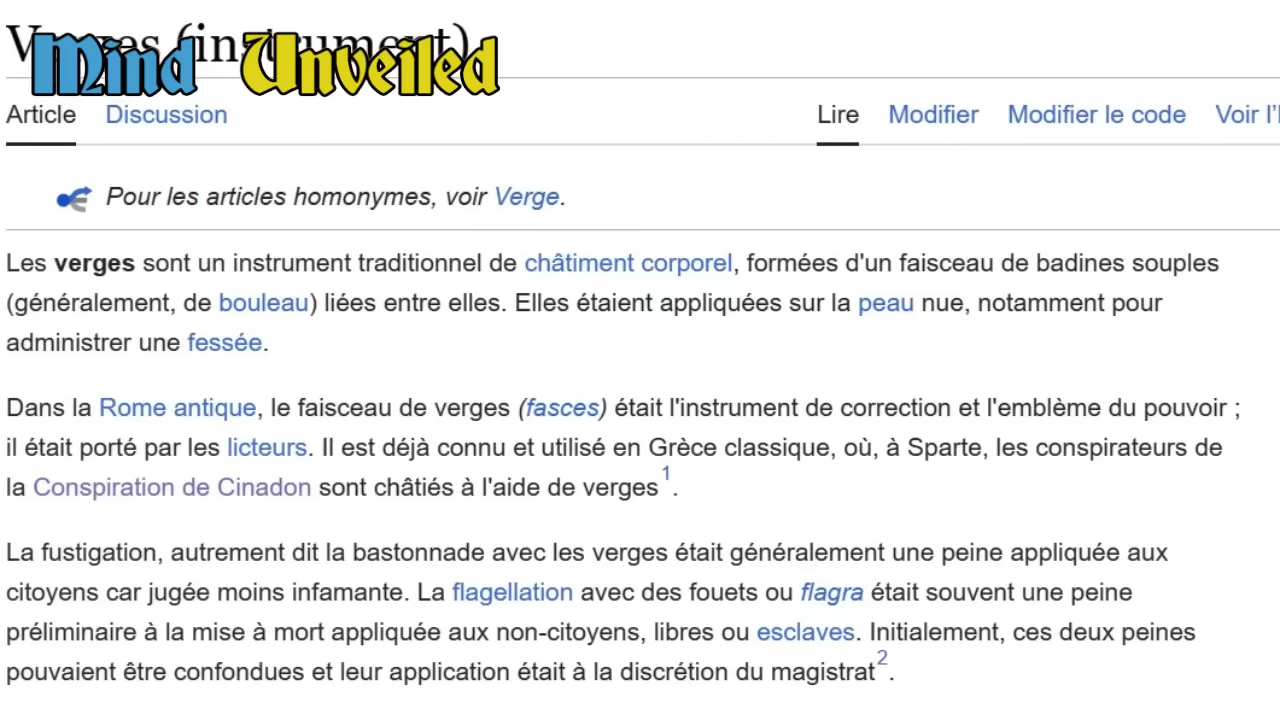 Verges (instrument)
Mind Unveiled
Article Discussion Lire Modifier Modifier le code Voir
Pour les articles homonymes, voir Verge.
Les verges sont un instrument traditionnel de châtiment corporel, formées d'un faisceau de badines souples
(généralement, de bouleau) liées entre elles. Elles étaient appliquées sur la peau nue, notamment pour
administrer une fessée.
Dans la Rome antique, le faisceau de verges (fasces) était l'instrument de correction et l'emblème du pouvoir ;
il était porté par les licteurs. Il est déjà connu et utilisé en Grèce classique, où, à Sparte, les conspirateurs de
la Conspiration de Cinadon sont châtiés à l'aide de verges1.
La fustigation, autrement dit la bastonnade avec les verges était généralement une peine appliquée aux
citoyens car jugée moins infamante. La flagellation avec des fouets ou flagra était souvent une peine
préliminaire à la mise à mort appliquée aux non-citoyens, libres ou esclaves. Initialement, ces deux peines
pouvaient être confondues et leur application était à la discrétion du magistrat2.